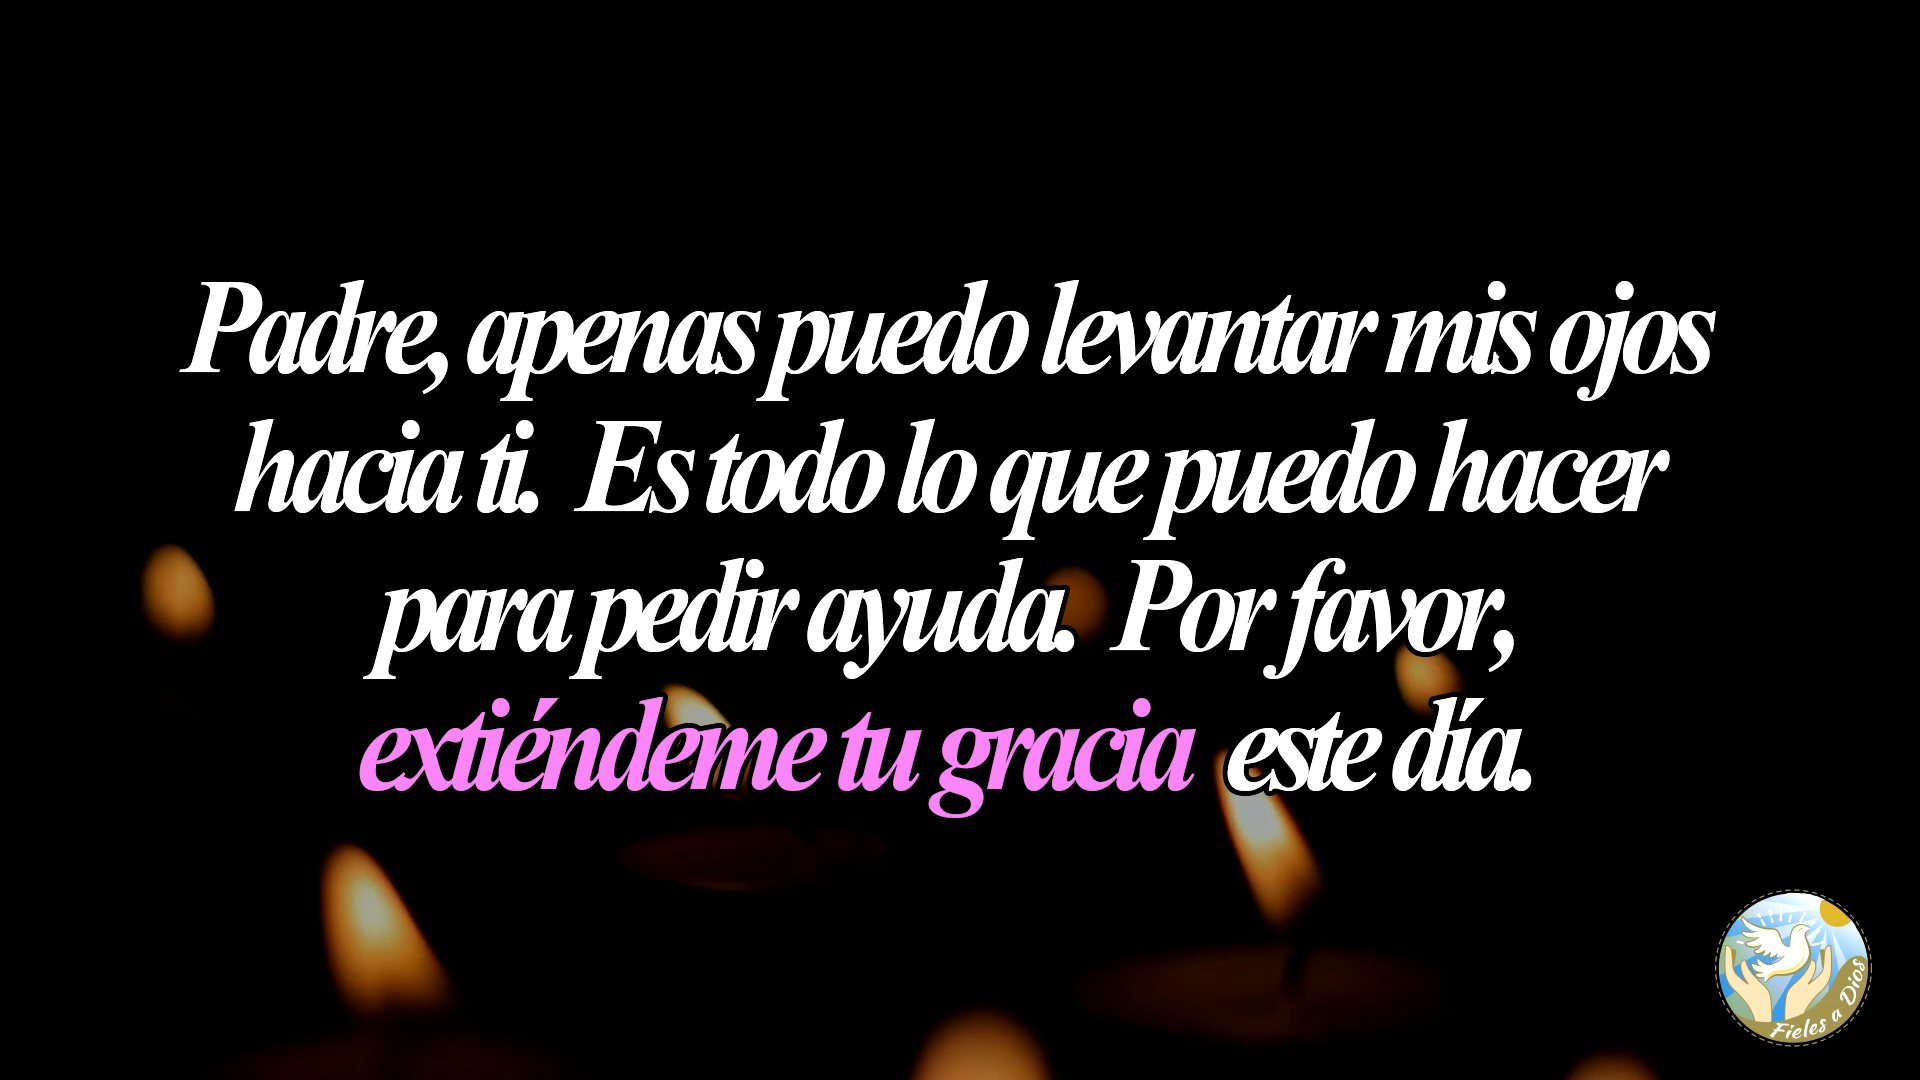 Padre, apenas puedo levantar mis ojos
hacia ti. Es todo lo que puedo hacer
para pedir ayuda. Por favor,
extiéndeme tu gracia este día.
Fieles a Dios